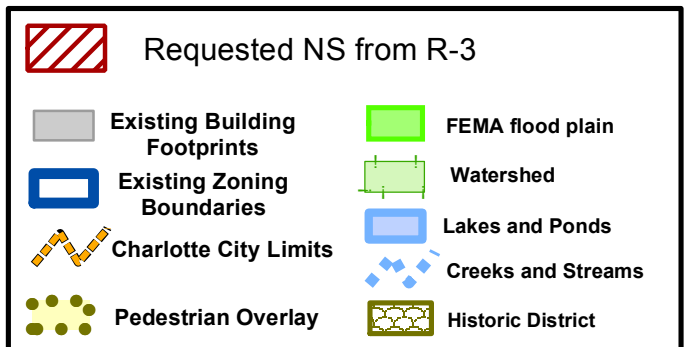 Requested NS from R-3
Existing Building
Footprints
Existing Zoning
Boundaries
Charlotte City Limits
Pedestrian Overlay
FEMA flood plain
Watershed
Lakes and Ponds
Creeks and Streams
Historic District